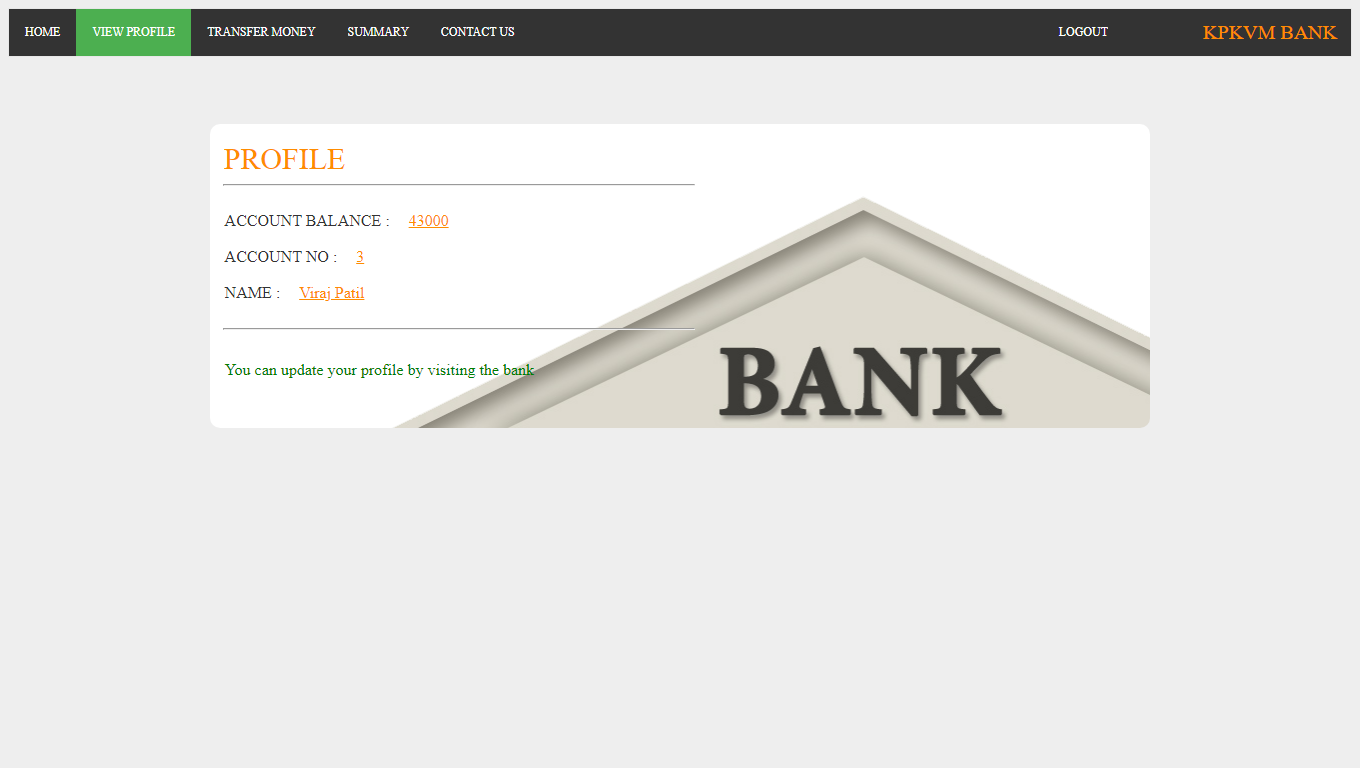 HOME VIEW PROFILE TRANSFER MONEY SUMMARY CONTACT US LOGOUT KPKVM BANK
PROFILE
ACCOUNT BALANCE : 43000
ACCOUNT NO : 3
NAME : Viraj Patil
You can update your profile by visiting the bank
BANK